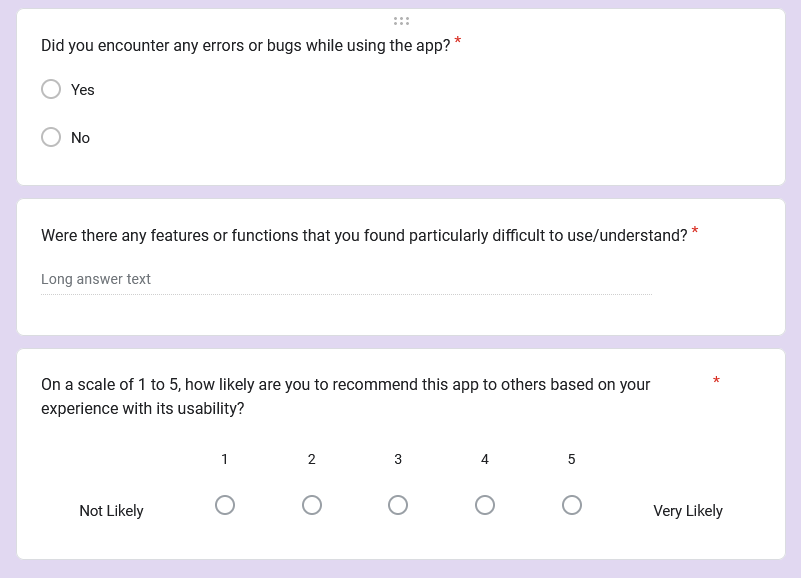 Did you encounter any errors or bugs while using the app? *
Yes
No
Were there any features or functions that you found particularly difficult to use/understand? *
Long answer text
On a scale of 1 to 5, how likely are you to recommend this app to others based on your *
experience with its usability?
1 2 3 4 5
Not Likely Very Likely